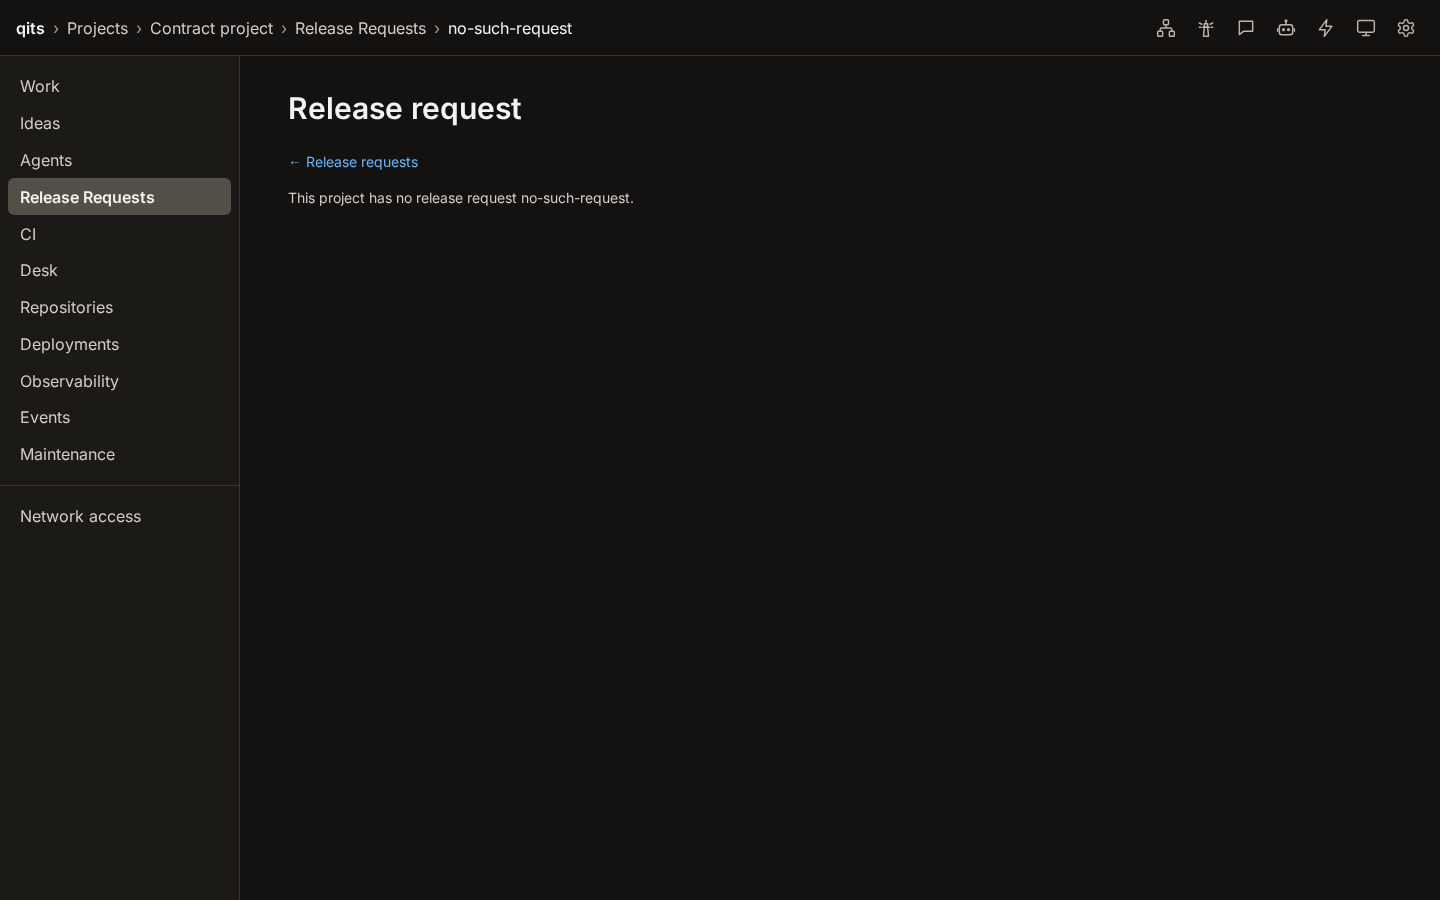 qits › Projects › Contract project › Release Requests › no-such-request
Work
Ideas
Agents
Release Requests
CI
Desk
Repositories
Deployments
Observability
Events
Maintenance
Network access
Release request
← Release requests
This project has no release request no-such-request.